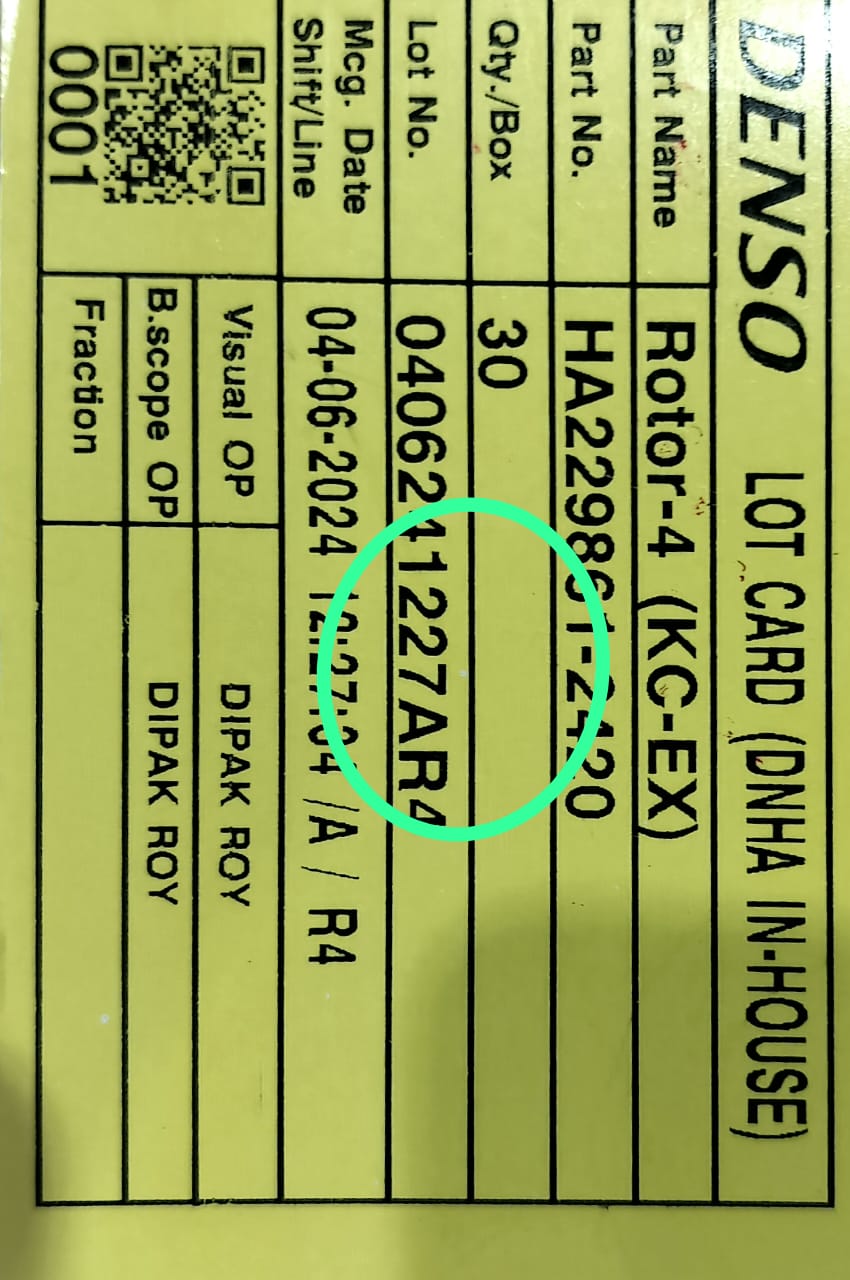 DENSO LOT CARD (DNHA IN-HOUSE)
Part Name Rotor-4 (KC-EX)
Part No. HA229861-2420
Qty./Box 30
Lot No. 0406241227AR4
Mcg. Date
Shift/Line 04-06-2024 12:27:34 /A / R4
Visual OP DIPAK ROY
B.scope OP DIPAK ROY
Fraction
0001